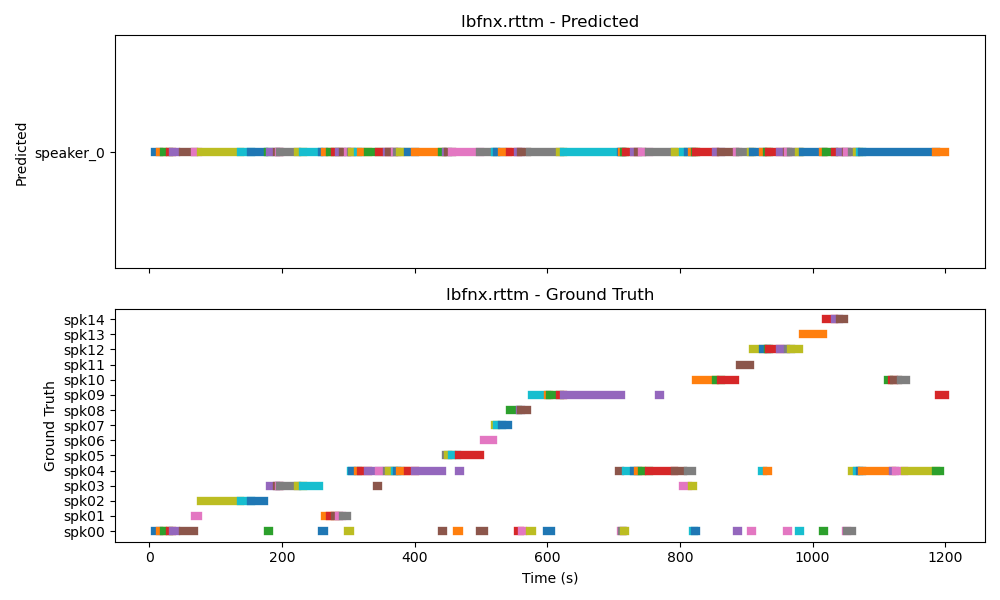 lbfnx.rttm - Predicted
Predicted
speaker_0
lbfnx.rttm - Ground Truth
Ground Truth
spk14
spk13
spk12
spk11
spk10
spk09
spk08
spk07
spk06
spk05
spk04
spk03
spk02
spk01
spk00
0 200 400 600 800 1000 1200
Time (s)